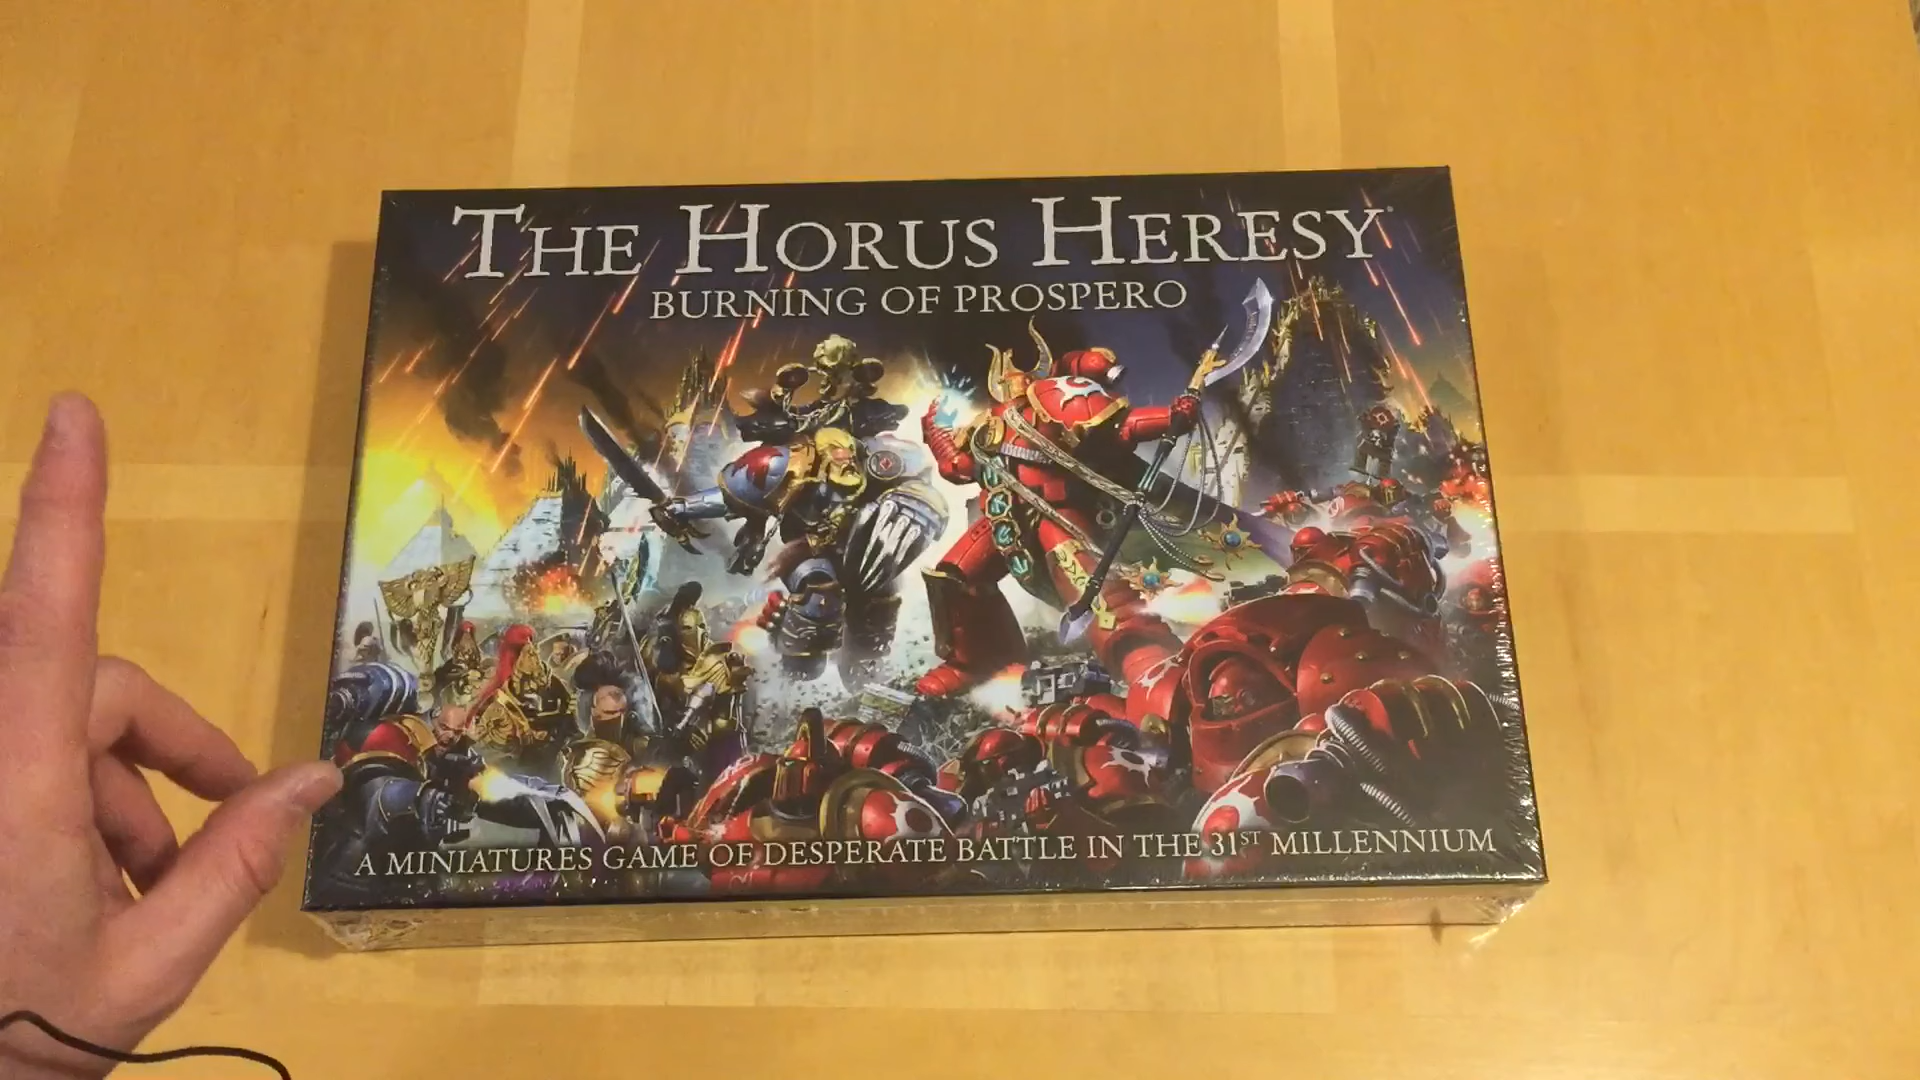 THE HORUS HERESY
BURNING OF PROSPERO
A MINIATURES GAME OF DESPERATE BATTLE IN THE 31ST MILLENNIUM